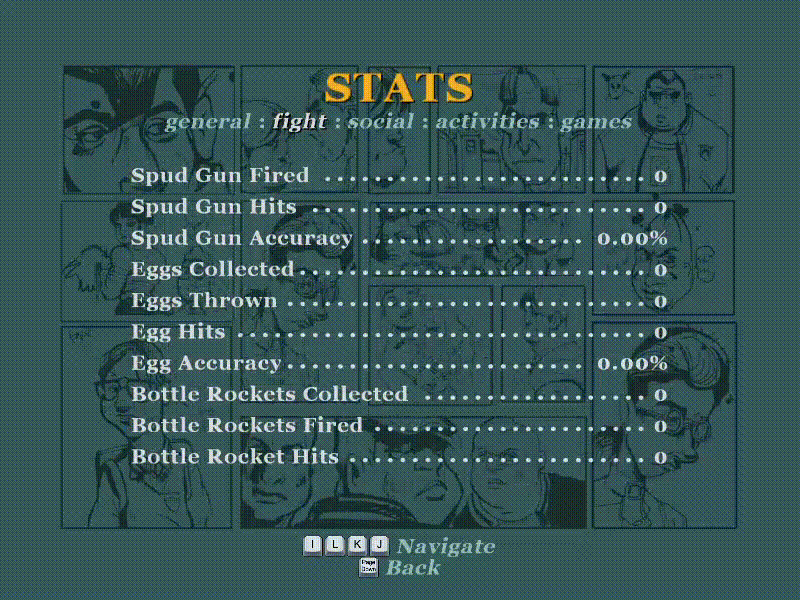 STATS
general : fight : social : activities : games
Spud Gun Fired ........................... 0
Spud Gun Hits ............................. 0
Spud Gun Accuracy .................. 0.00%
Eggs Collected ............................. 0
Eggs Thrown .............................. 0
Egg Hits .................................. 0
Egg Accuracy ........................ 0.00%
Bottle Rockets Collected .................. 0
Bottle Rockets Fired ...................... 0
Bottle Rocket Hits ........................ 0
I L K J Navigate
Page Down Back